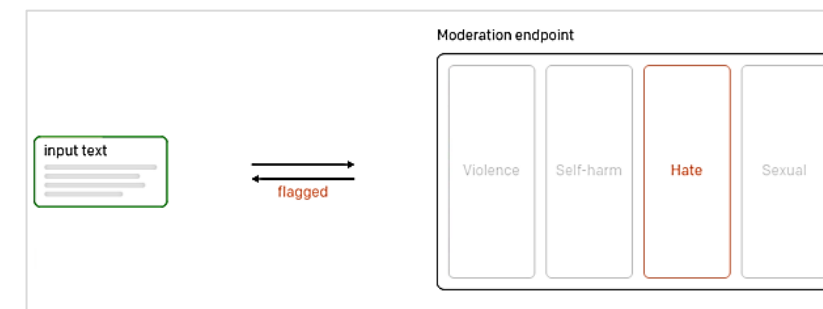 Moderation endpoint
input text
flagged
Violence
Self-harm
Hate
Sexual